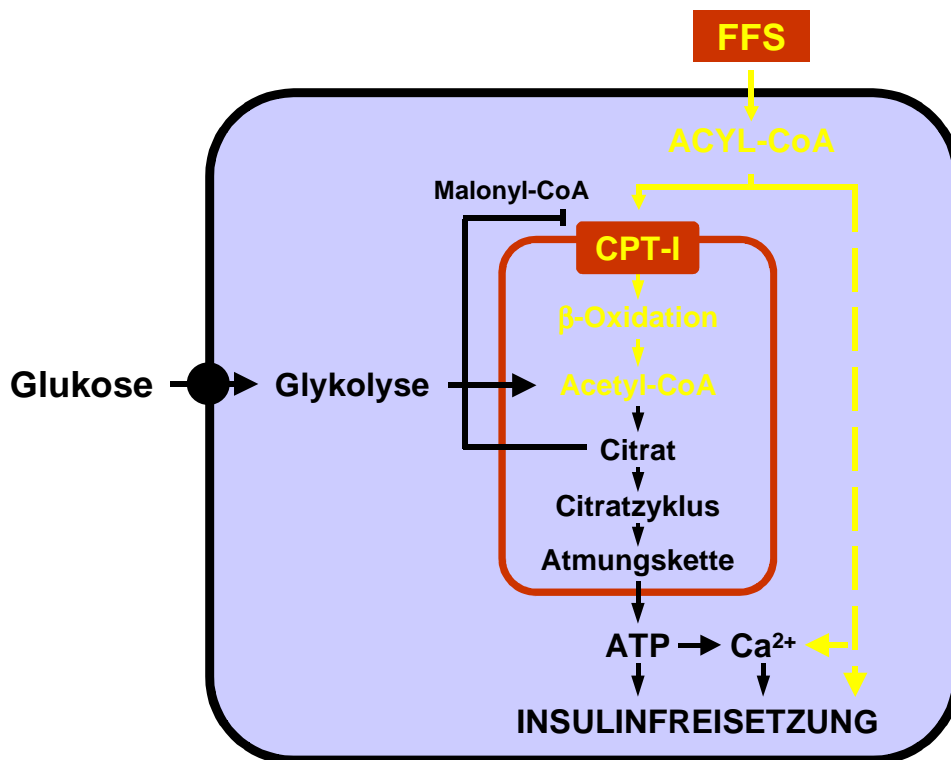 FFS
ACYL-CoA
Malonyl-CoA
CPT-I
β-Oxidation
Glukose
Glykolyse
Acetyl-CoA
Citrat
Citratzyklus
Atmungskette
ATP
Ca²⁺
INSULINFREISETZUNG